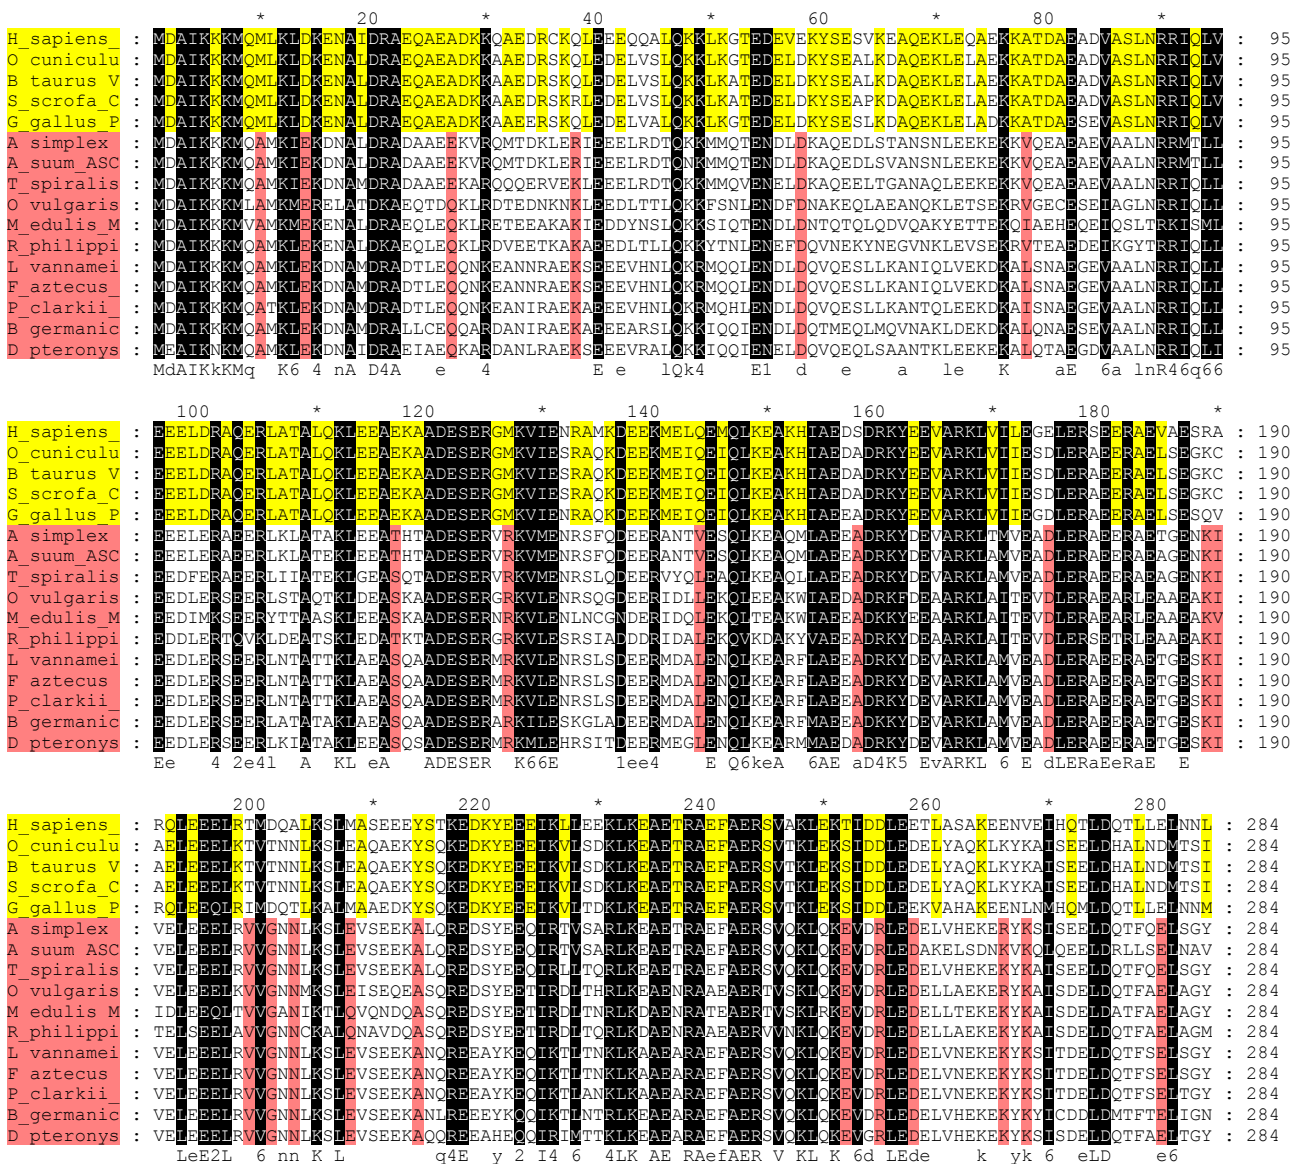 * 20 * 40 * 60 * 80 *
H_sapiens_ : MDAIKKKMQMLKLDKENAIDRAEQAEADKKQAEDRCKQLEEEQQALQKKLKGTEDEVEKYSESVKEAQEKLEQAEKKATDAEADVASLNRRIQLV : 95
O_cuniculu : MDAIKKKMQMLKLDKENALDRAEQAEADKKAAEDRSKQLEDELVSLQKKLKGTEDELDKYSEALKDAQEKLELAEKKATDAEADVASLNRRIQLV : 95
B_taurus_V : MDAIKKKMQMLKLDKENALDRAEQAEADKKAAEDRSKQLEDELVSLQKKLKATEDELDKYSEALKDAQEKLELAEKKATDAEADVASLNRRIQLV : 95
S_scrofa_C : MDAIKKKMQMLKLDKENALDRAEQAEADKKAAEDRSKRLEDELVSLQKKLKATEDELDKYSEAPKDAQEKLELAEKKATDAEADVASLNRRIQLV : 95
G_gallus_P : MDAIKKKMQMLKLDKENALDRAEQAEADKKAAEERSKQLEDELVALQKKLKGTEDELDKYSESLKDAQEKLELADKKATDAESEVASLNRRIQLV : 95
A_simplex_ : MDAIKKKMQAMKIEKDNALDRADAAEEKVRQMTDKLERIEEELRDTQKKMMQTENDLDKAQEDLSTANSNLEEKEKKVQEAEAEVAALNRRMTLL : 95
A_suum_ASC : MDAIKKKMQAMKIEKDNALDRADAAEEKVRQMTDKLERIEEELRDTQKKMMQTENDLDKAQEDLSVAESNLEEKEKKVQEAEAEVAALNRRMTLL : 95
T_spiralis : MDAIKKKMQAMKIEKDNAMDRADAAEEKARQQQERVEKLEEELRDTQKKMMQVENELDKAQEELTGANAQLEEKEKKVQEAEAEVAALNRRIQLL : 95
O_vulgaris : MDAIKKKMLAMKMERELATDKAEQTDQKLRDTEDNKNKLEEDLTTLQKKFSNLENDFDNAKEQLAEANQKLETSEKRVGECESEIAGLNRRIQLL : 95
M_edulis_M : MDAIKKKMVAMKMEKENALDRAEQLEQKLRETEEAKAKIEDDYNSLQKKSIQTENDLDNTQTQLQDVQAKYETTEKQIAEHEQEIQSLTRKISML : 95
R_philippi : MDAIKKKMQAMKLEKENALDKAEQLEQKLRDVEETKAKAEEDLTLLQKKYTNLENEFDQVNEKYNEGVNKLEVSEKRVTEAEDEIKGYTRRIQLL : 95
L_vannamei : MDAIKKKMQAMKLEKDNAMDRADTLEQQNKEANNRAEKSEEEVHNLQKRMQQLENDLDQVQESLLKANIQLVEKDKALSNAEGEVAALNRRIQLL : 95
F_aztecus_ : MDAIKKKMQAMKLEKDNAMDRADTLEQQNKEANNRAEKSEEEVHNLQKRMQQLENDLDQVQESLLKANIQLVEKDKALSNAEGEVAALNRRIQLL : 95
P_clarkii_ : MDAIKKKMQATKLEKDNAMDRADTLEQQNKEANIRAEKAEEEVHNLQKRMQHLENDLDQVQESLLKANTQLEEKDKAISNAEGEVAALNRRIQLL : 95
B_germanic : MDAIKKKMQAMKLEKDNAMDRALLCEQQARDANIRAEKAEEEARSLQKKIQQIENDLDQTMEQLMQVNAKLDEKDKALQNAESEVAALNRRIQLL : 95
D_pteronys : MEAIKNKMQAMKLEKDNAIDRAEIAEQKARDANLRAEKSEEEVRALQKKIQQIENELDQVQEQLSAANTKLEEKEKALQTAEGDVAALNRRIQLI : 95
MdAIKkKMq K6 4 nA D4A e 4 E e lQk4 E1 d e a le K aE 6a lnR46q66
100 * 120 * 140 * 160 * 180 *
H_sapiens_ : EEELDRAQERLATALQKLEEAEKAADESERGMKVIENRAMKDEEKMELQEMQLKEAKHIAEDSDRKYEEVARKLVILEGELERSEERAEVAESRA : 190
O_cuniculu : EEELDRAQERLATALQKLEEAEKAADESERGMKVIESRAQKDEEKMEIQEIQLKEAKHIAEDADRKYEEVARKLVIIESDLERAEERAELSEGKC : 190
B_taurus_V : EEELDRAQERLATALQKLEEAEKAADESERGMKVIESRAQKDEEKMEIQEIQLKEAKHIAEDADRKYEEVARKLVIIESDLERAEERAELSEGKC : 190
S_scrofa_C : EEELDRAQERLATALQKLEEAEKAADESERGMKVIESRAQKDEEKMEIQEIQLKEAKHIAEDADRKYEEVARKLVIIESDLERAEERAELSEGKC : 190
G_gallus_P : EEELDRAQERLATALQKLEEAEKAADESERGMKVIENRAQKDEEKMEIQEIQLKEAKHIAEEADRKYEEVARKLVIIEGDLERAEERAELSESQV : 190
A_simplex_ : EEELERAEERLKLATAKLEEATHTADESERVRKVMENRSFQDEERANTVESQLKEAQMLAEEADRKYDEVARKLTMVEADLERAEERAETGENKI : 190
A_suum_ASC : EEELERAEERLKLATEKLEEATHTADESERVRKVMENRSFQDEERANTVESQLKEAQMLAEEADRKYDEVARKLAMVEADLERAEERAEAGENKI : 190
T_spiralis : EEDFERAEERLIIATEKLGEASQTADESERVRKVMENRSLQDEERVYQLEAQLKEAQLLAEEADRKYDEVARKLAMVEADLERAEERAEAGENKI : 190
O_vulgaris : EEDLERSEERLSTAQTKLDEASKAADESERGRKVLENRSQGDEERIDLLEKQLEEAKWIAEDADRKFDEAARKLAITEVDLERAEARLEAAEAKI : 190
M_edulis_M : EEDIMKSEERYTTAASKLEEASKAADESERNRKVLENLNCGNDERIDQLEKQLTEAKWIAEEADKKYEEAARKLAITEVDLERAEARLEAAEAKV : 190
R_philippi : EDDLERTQVKLDEATSKLEDATKTADESERGRKVLESRSIADDDRIDALEKQVKDAKYVAEEADRKYDEAARKLAITEVDLERSETRLEAAEAKI : 190
L_vannamei : EEDLERSEERLNTATTKLAEASQAADESERMRKVLENRSLSDEERMDALENQLKEARFLAEEADRKYDEVARKLAMVEADLERAEERAETGESKI : 190
F_aztecus_ : EEDLERSEERLNTATTKLAEASQAADESERMRKVLENRSLSDEERMDALENQLKEARFLAEEADRKYDEVARKLAMVEADLERAEERAETGESKI : 190
P_clarkii_ : EEDLERSEERLNTATTKLAEASQAADESERMRKVLENRSLSDEERMDALENQLKEARFLAEEADRKYDEVARKLAMVEADLERAEERAETGESKI : 190
B_germanic : EEDLERSEERLATATAKLAEASQAADESERARKILESKGLADEERMDALENQLKEARFMAEEADKKYDEVARKLAMVEADLERAEERAETGESKI : 190
D_pteronys : EEDLERSEERLKIATAKLEEASQSADESERMRKMLEHRSITDEERMEGLENQLKEARMMAEDADRKYDEVARKLAMVEADLERAEERAETGESKI : 190
Ee 4 2e4l A KL eA ADESER K66E 1ee4 E Q6keA 6AE aD4K5 EvARKL 6 E dLERaEeRaE E
200 * 220 * 240 * 260 * 280
H_sapiens_ : RQLEEELRTMDQALKSLMASEEEYSTKEDKYEEEIKLLEEKLKEAETRAEFAERSVAKLEKTIDDLEETLASAKEENVEIHQTLDQTLLELNNL : 284
O_cuniculu : AELEEELKTVTNNLKSLEAQAEKYSQKEDKYEEEIKVLSDKLKEAETRAEFAERSVTKLEKSIDDLEDELYAQKLKYKAISEELDHALNDMTSI : 284
B_taurus_V : AELEEELKTVTNNLKSLEAQAEKYSQKEDKYEEEIKVLSDKLKEAETRAEFAERSVTKLEKSIDDLEDELYAQKLKYKAISEELDHALNDMTSI : 284
S_scrofa_C : AELEEELKTVTNNLKSLEAQAEKYSQKEDKYEEEIKVLSDKLKEAETRAEFAERSVTKLEKSIDDLEDELYAQKLKYKAISEELDHALNDMTSI : 284
G_gallus_P : RQLEEQLRIMDQTLKALMAAEDKYSQKEDKYEEEIKVLTDKLKEAETRAEFAERSVTKLEKSIDDLEEKVAHAKEENLNMHQMLDQTLLELNNM : 284
A_simplex_ : VELEEELRVVGNNLKSLEVSEEKALQREDSYEEQIRTVSARLKEAETRAEFAERSVQKLQKEVDRLEDELVHEKERYKSISEELDQTFQELSGY : 284
A_suum_ASC : VELEEELRVVGNNLKSLEVSEEKALQREDSYEEQIRTVSARLKEAETRAEFAERSVQKLQKEVDRLEDAKELSDNKVKQLQEELDRLLSELNAV : 284
T_spiralis : VELEEELRVVGNNLKSLEVSEEKALQREDSYEEQIRLLTQRLKEAETRAEFAERSVQKLQKEVDRLEDELVHEKEKYKAISEELDQTFQELSGY : 284
O_vulgaris : VELEEELKVVGNNMKSLEISEQEASQREDSYEETIRDLTHRLKEAENRAAEAERTVSKLQKEVDRLEDELLAEKERYKAISDELDQTFAELAGY : 284
M_edulis_M : IDLEEQLTVVGANIKTLQVQNDQASQREDSYEETIRDLTNRLKDAENRATEAERTVSKLRKEVDRLEDELLTEKEKYKAISDELDATFAELAGY : 284
R_philippi : TELSEELAVVGNNCKALQNAVDQASQREDSYEETIRDLTQRLKDAENRAAEAERVVNKLQKEVDRLEDELLAEKEKYKAISDELDQTFAELAGM : 284
L_vannamei : VELEEELRVVGNNLKSLEVSEEKANQREEAYKEQIKTLTNKLKAAEARAEFAERSVQKLQKEVDRLEDELVNEKEKYKSITDELDQTFSELSGY : 284
F_aztecus_ : VELEEELRVVGNNLKSLEVSEEKANQREEAYKEQIKTLTNKLKAAEARAEFAERSVQKLQKEVDRLEDELVNEKEKYKSITDELDQTFSELSGY : 284
P_clarkii_ : VELEEELRVVGNNLKSLEVSEEKANQREEAYKEQIKTLANKLKAAEARAEFAERSVQKLQKEVDRLEDELVNEKEKYKSITDELDQTFSELTGY : 284
B_germanic : VELEEELRVVGNNLKSLEVSEEKANLREEEYKQQIKTLNTRLKEAEARAEFAERSVQKLQKEVDRLEDELVHEKEKYKYICDDLDMTFTELIGN : 284
D_pteronys : VELEEELRVVGNNLKSLEVSEEKAQQREEAHEQQIRIMTTKLKEAEARAEFAERSVQKLQKEVGRLEDELVHEKEKYKSISDELDQTFAELTGY : 284
LeE2L 6 nn K L q4E y 2 I4 6 4LK AE RAefAER V KL K 6d LEde k yk 6 eLD e6